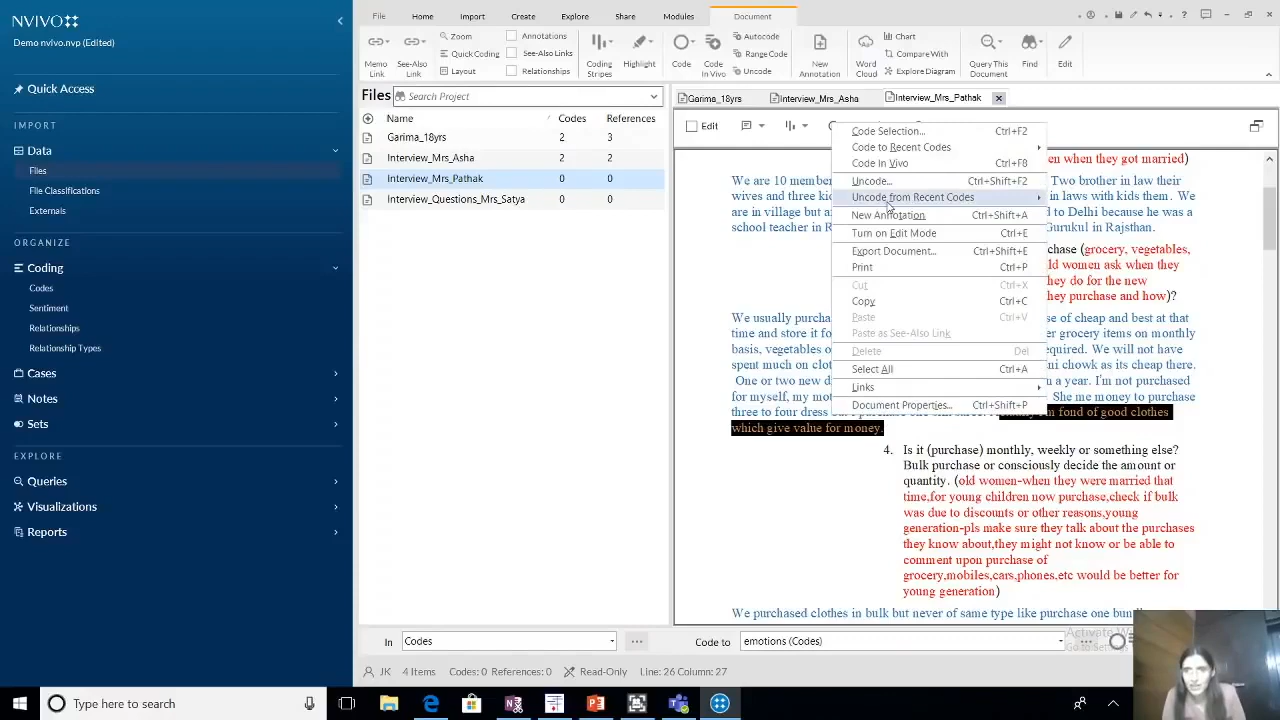 NVIVO
Demo nvivo.nvp (Edited)
Quick Access
IMPORT
Data
Files
File Classifications
Externals
ORGANIZE
Coding
Codes
Sentiment
Relationships
Relationship Types
Cases
Notes
Sets
EXPLORE
Queries
Visualizations
Reports
File Home Import Create Explore Share Modules Document
Memo Link
See-Also Link
Zoom
Quick Coding
Layout
Annotations
See-Also Links
Relationships
Coding Stripes
Highlight
Code
Code In Vivo
Autocode
Range Code
Uncode
New Annotation
Word Cloud
Chart
Compare With
Explore Diagram
Query This Document
Find
Edit
Files Search Project
Name Codes References
Garima_18yrs 2 3
Interview_Mrs_Asha 2 2
Interview_Mrs_Pathak 0 0
Interview_Questions_Mrs_Satya 0 0
Garima_18yrs Interview_Mrs_Asha Interview_Mrs_Pathak
Edit
Code Selection... Ctrl+F2
Code to Recent Codes
Code In Vivo Ctrl+F8
Uncode... Ctrl+Shift+F2
Uncode from Recent Codes
New Annotation Ctrl+Shift+A
Turn on Edit Mode Ctrl+E
Export Document... Ctrl+Shift+E
Print Ctrl+P
Cut Ctrl+X
Copy Ctrl+C
Paste Ctrl+V
Paste as See-Also Link
Delete Del
Select All Ctrl+A
Links
Document Properties... Ctrl+Shift+P
en when they got married)
We are 10 member Two brother in law their
wives and three kid in laws with kids them. We
are in village but a d to Delhi because he was a
school teacher in R Gurukul in Rajsthan.
chase (grocery, vegetables,
ld women ask when they
they do for the new
they purchase and how)?
We usually purcha se of cheap and best at that
time and store it fo er grocery items on monthly
basis, vegetables o equired. We will not have
spent much on clot ni chowk as its cheap there.
One or two new d n a year. I'm not purchased
for myself, my mot She me money to purchase
three to four dress m fond of good clothes
which give value for money.
4. Is it (purchase) monthly, weekly or something else?
Bulk purchase or consciously decide the amount or
quantity. (old women-when they were married that
time,for young children now purchase,check if bulk
was due to discounts or other reasons,young
generation-pls make sure they talk about the purchases
they know about,they might not know or be able to
comment upon purchase of
grocery,mobiles,cars,phones.etc would be better for
young generation)
We purchased clothes in bulk but never of same type like purchase one bun
In Codes Code to emotions (Codes)
JK 4 Items Codes: 0 References: 0 Read-Only Line: 26 Column: 27
Type here to search